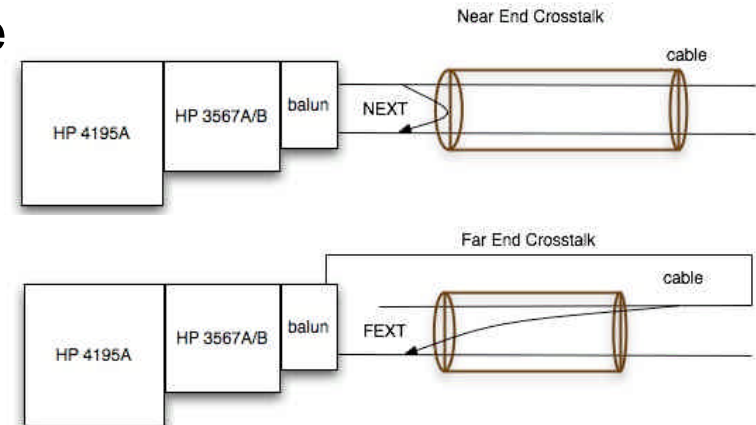 e
Near End Crosstalk
cable
HP 4195A
HP 3567A/B
balun
NEXT
Far End Crosstalk
cable
HP 4195A
HP 3567A/B
balun
FEXT